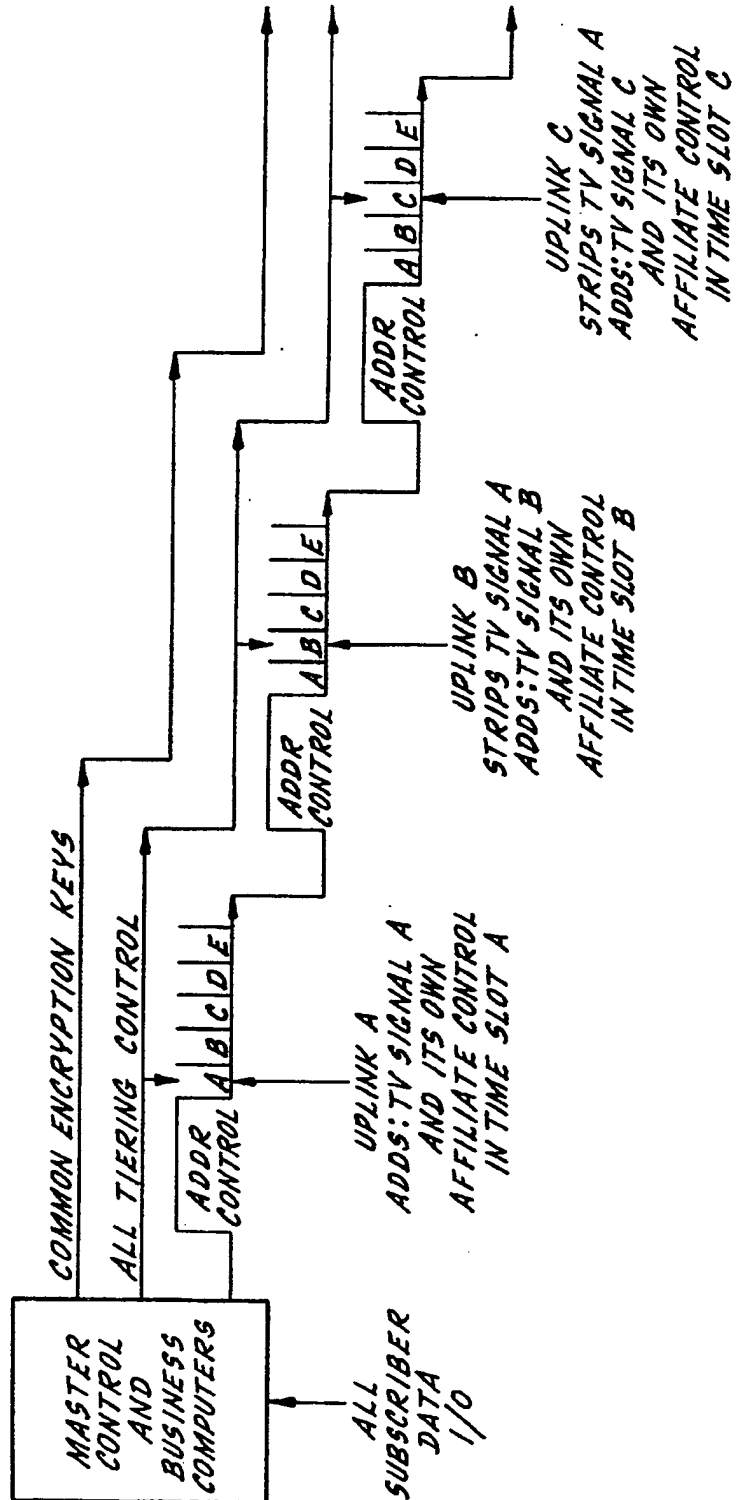 MASTER
CONTROL
AND
BUSINESS
COMPUTERS
ALL
SUBSCRIBER
DATA
I/O
COMMON ENCRYPTION KEYS
ALL TIERING CONTROL
ADDR
CONTROL
A B C D E
UPLINK A
ADDS: TV SIGNAL A
AND ITS OWN
AFFILIATE CONTROL
IN TIME SLOT A
ADDR
CONTROL
A B C D E
UPLINK B
STRIPS TV SIGNAL A
ADDS: TV SIGNAL B
AND ITS OWN
AFFILIATE CONTROL
IN TIME SLOT B
ADDR
CONTROL
A B C D E
UPLINK C
STRIPS TV SIGNAL A
ADDS: TV SIGNAL C
AND ITS OWN
AFFILIATE CONTROL
IN TIME SLOT C